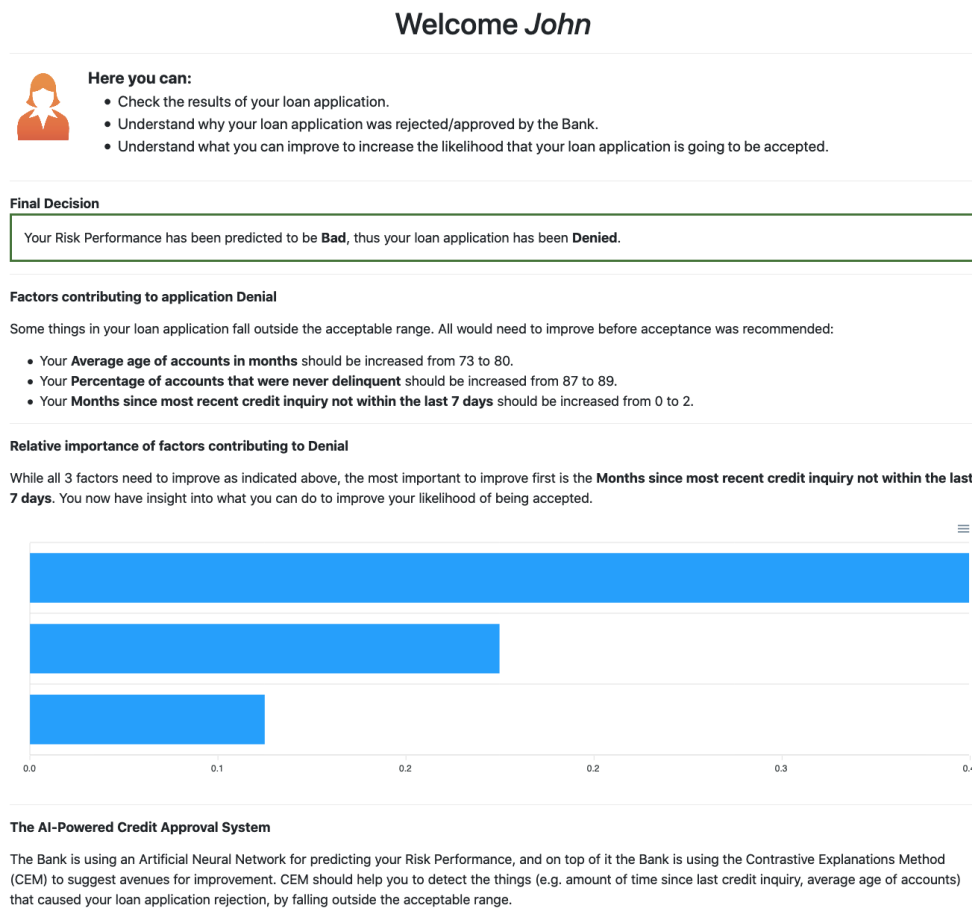 Welcome John
Here you can:
• Check the results of your loan application.
• Understand why your loan application was rejected/approved by the Bank.
• Understand what you can improve to increase the likelihood that your loan application is going to be accepted.
Final Decision
Your Risk Performance has been predicted to be Bad, thus your loan application has been Denied.
Factors contributing to application Denial
Some things in your loan application fall outside the acceptable range. All would need to improve before acceptance was recommended:
• Your Average age of accounts in months should be increased from 73 to 80.
• Your Percentage of accounts that were never delinquent should be increased from 87 to 89.
• Your Months since most recent credit inquiry not within the last 7 days should be increased from 0 to 2.
Relative importance of factors contributing to Denial
While all 3 factors need to improve as indicated above, the most important to improve first is the Months since most recent credit inquiry not within the last
7 days. You now have insight into what you can do to improve your likelihood of being accepted.
0.0 0.1 0.2 0.2 0.3 0.4
The AI-Powered Credit Approval System
The Bank is using an Artificial Neural Network for predicting your Risk Performance, and on top of it the Bank is using the Contrastive Explanations Method
(CEM) to suggest avenues for improvement. CEM should help you to detect the things (e.g. amount of time since last credit inquiry, average age of accounts)
that caused your loan application rejection, by falling outside the acceptable range.